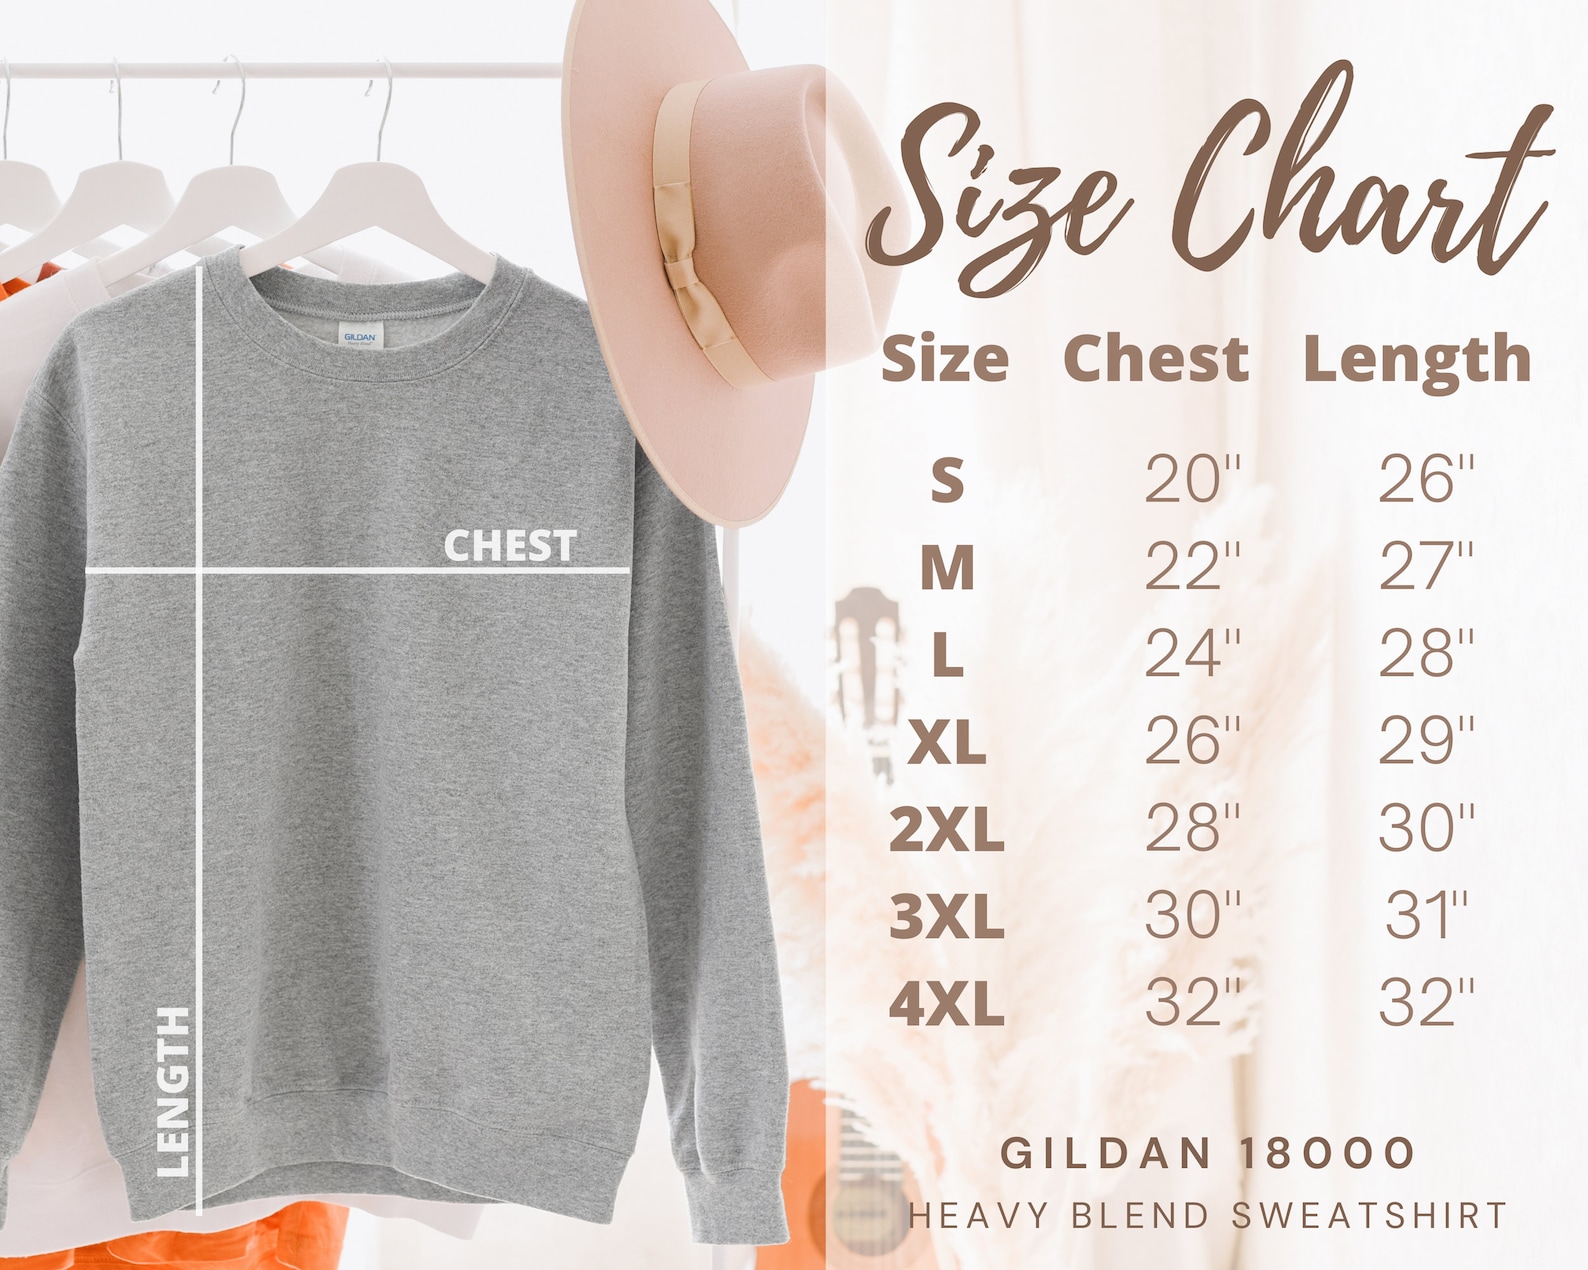 Size Chart
Size Chest Length
S 20" 26"
M 22" 27"
L 24" 28"
XL 26" 29"
2XL 28" 30"
3XL 30" 31"
4XL 32" 32"
GILDAN 18000
HEAVY BLEND SWEATSHIRT
GILDAN
Heavy Blend
CHEST
LENGTH